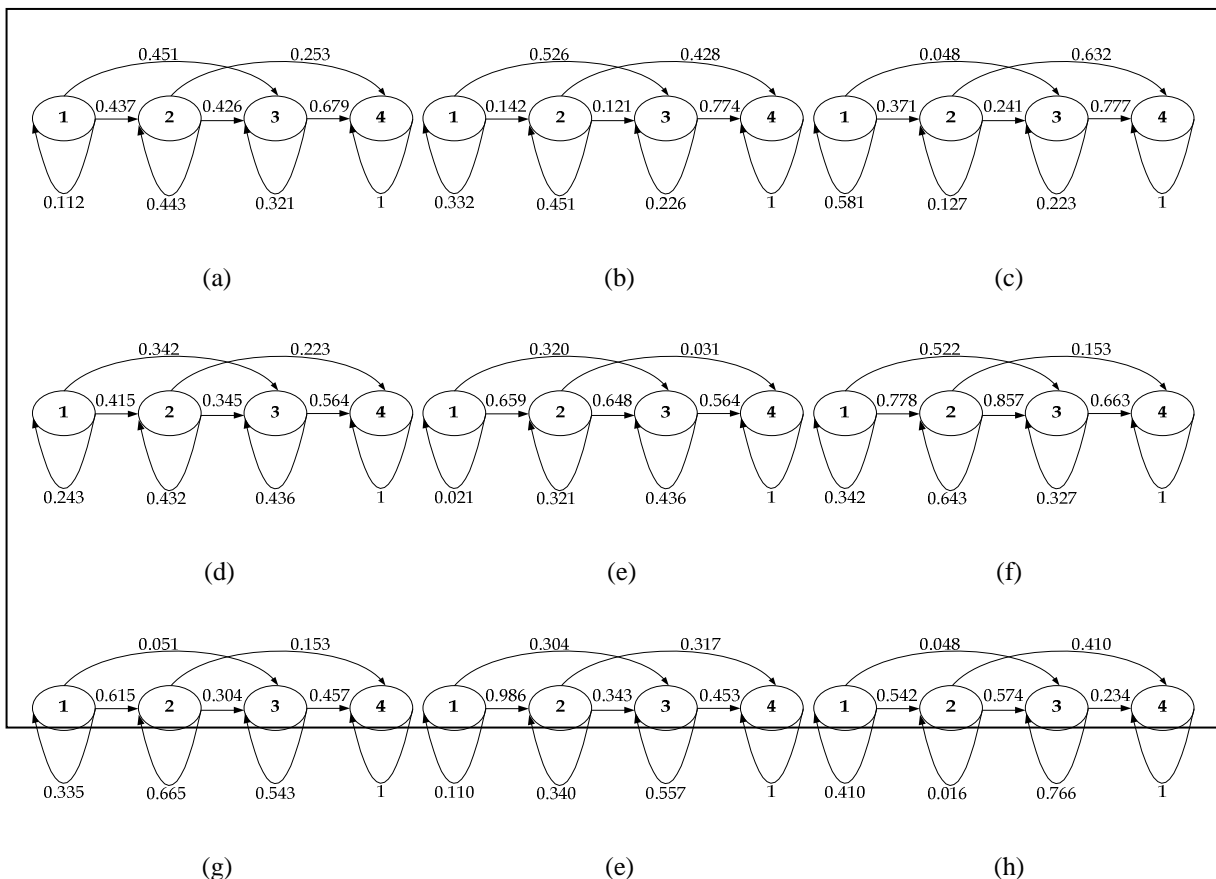 0.451 0.253 0.526 0.428 0.048 0.632
1 0.437 2 0.426 3 0.679 4 1 0.142 2 0.121 3 0.774 4 1 0.371 2 0.241 3 0.777 4
0.112 0.443 0.321 1 0.332 0.451 0.226 1 0.581 0.127 0.223 1
(a) (b) (c)
0.342 0.223 0.320 0.031 0.522 0.153
1 0.415 2 0.345 3 0.564 4 1 0.659 2 0.648 3 0.564 4 1 0.778 2 0.857 3 0.663 4
0.243 0.432 0.436 1 0.021 0.321 0.436 1 0.342 0.643 0.327 1
(d) (e) (f)
0.051 0.153 0.304 0.317 0.048 0.410
1 0.615 2 0.304 3 0.457 4 1 0.986 2 0.343 3 0.453 4 1 0.542 2 0.574 3 0.234 4
0.335 0.665 0.543 1 0.110 0.340 0.557 1 0.410 0.016 0.766 1
(g) (e) (h)